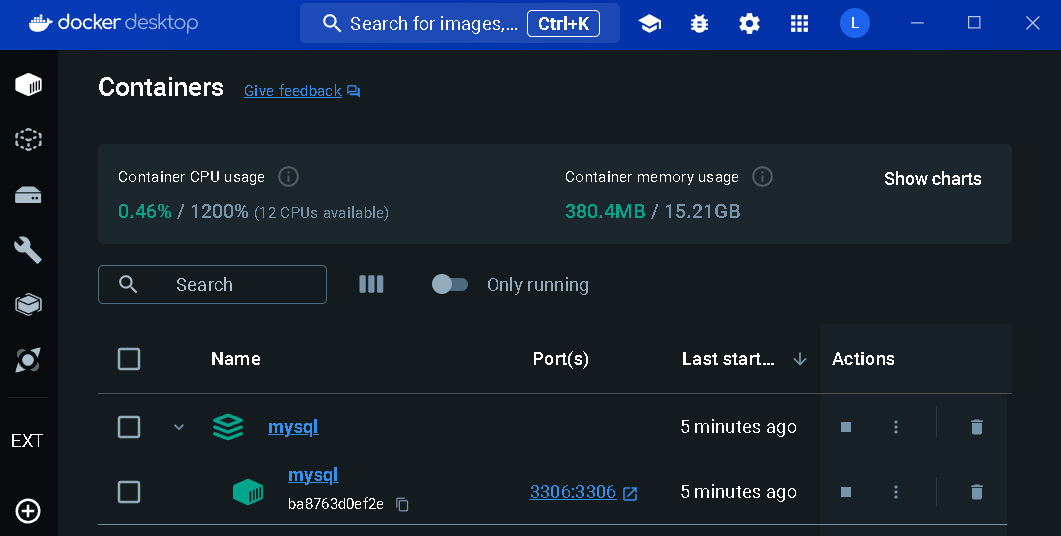 docker desktop Search for images,... Ctrl+K L
Containers Give feedback
Container CPU usage Container memory usage Show charts
0.46% / 1200% (12 CPUs available) 380.4MB / 15.21GB
Search Only running
Name Port(s) Last start... Actions
mysql 5 minutes ago
EXT
mysql
ba8763d0ef2e 3306:3306 5 minutes ago